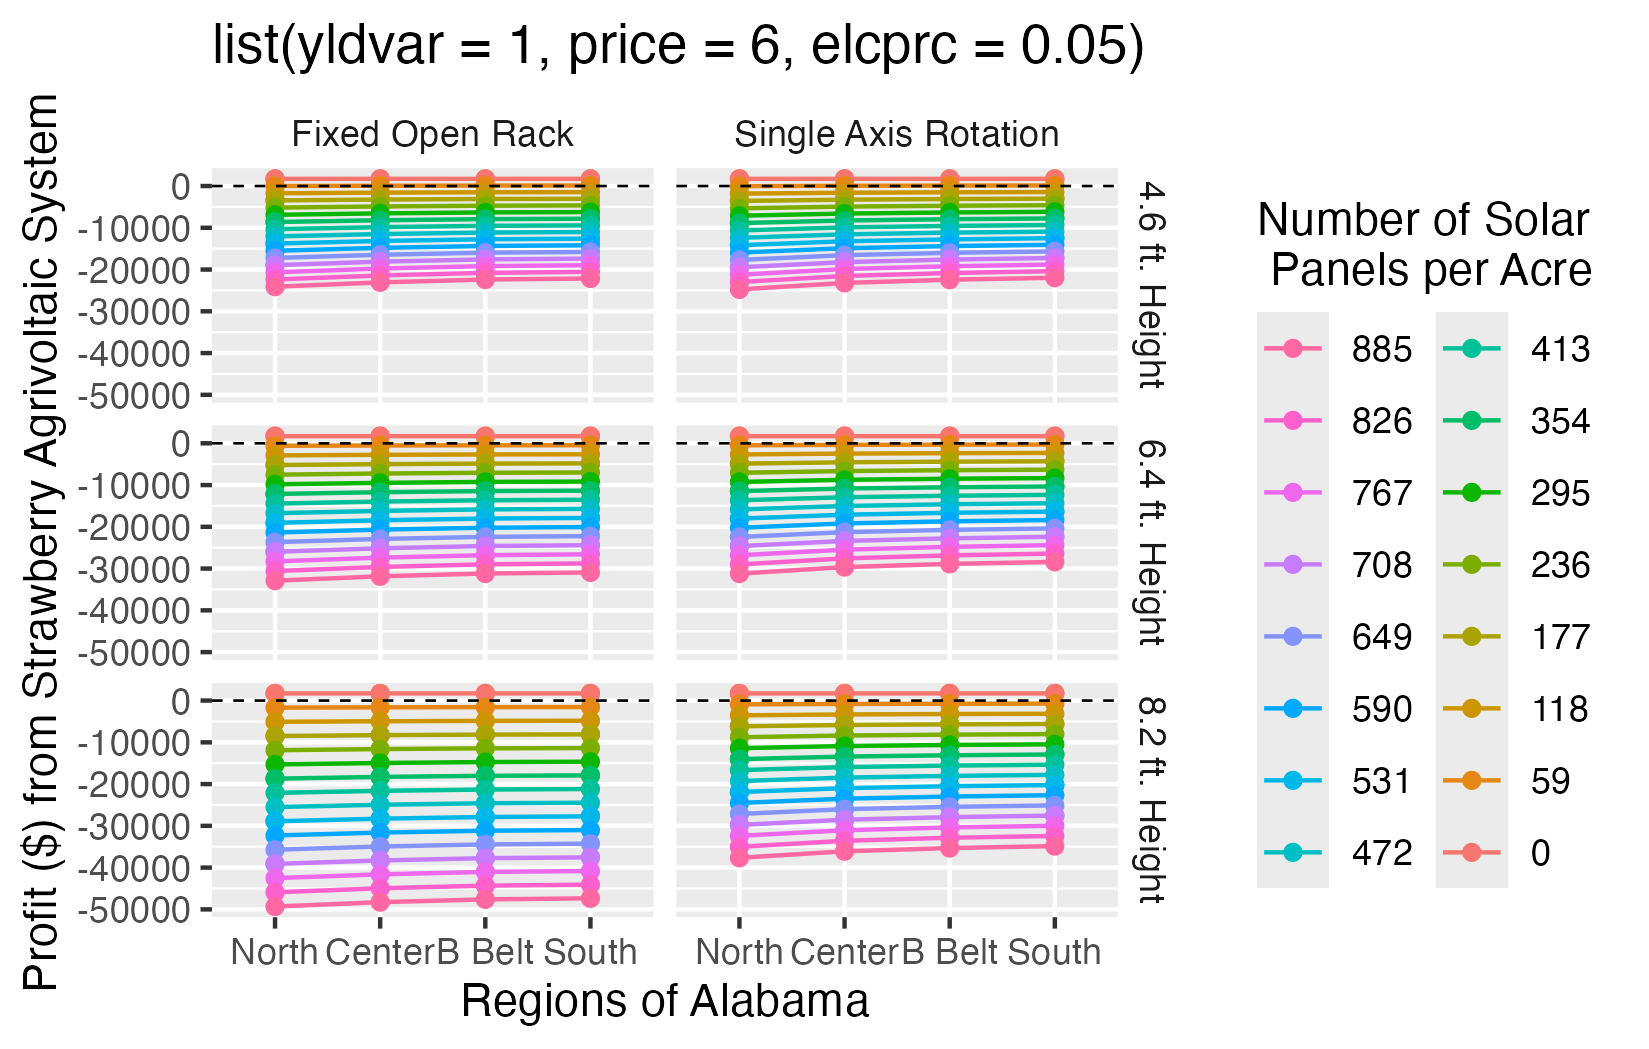 list(yldvar = 1, price = 6, elcprc = 0.05)
Profit ($) from Strawberry Agrivoltaic System
Fixed Open Rack
Single Axis Rotation
0
-10000
-20000
-30000
-40000
-50000
4.6 ft. Height
0
-10000
-20000
-30000
-40000
-50000
6.4 ft. Height
0
-10000
-20000
-30000
-40000
-50000
8.2 ft. Height
North Center B Belt South
North Center B Belt South
Regions of Alabama
Number of Solar
Panels per Acre
885
826
767
708
649
590
531
472
413
354
295
236
177
118
59
0